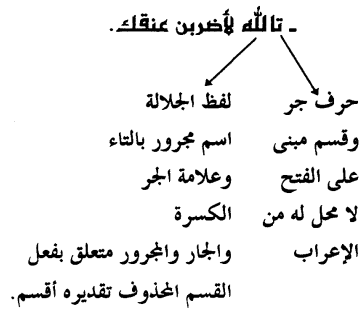 ـ تالله لأضربن عنقك.
حرف جر
وقسم مبنى
على الفتح
لا محل له من
الإعراب
لفظ الجلالة
اسم مجرور بالتاء
وعلامة الجر
الكسرة
والجار والمجرور متعلق بفعل
القسم المحذوف تقديره أقسم.